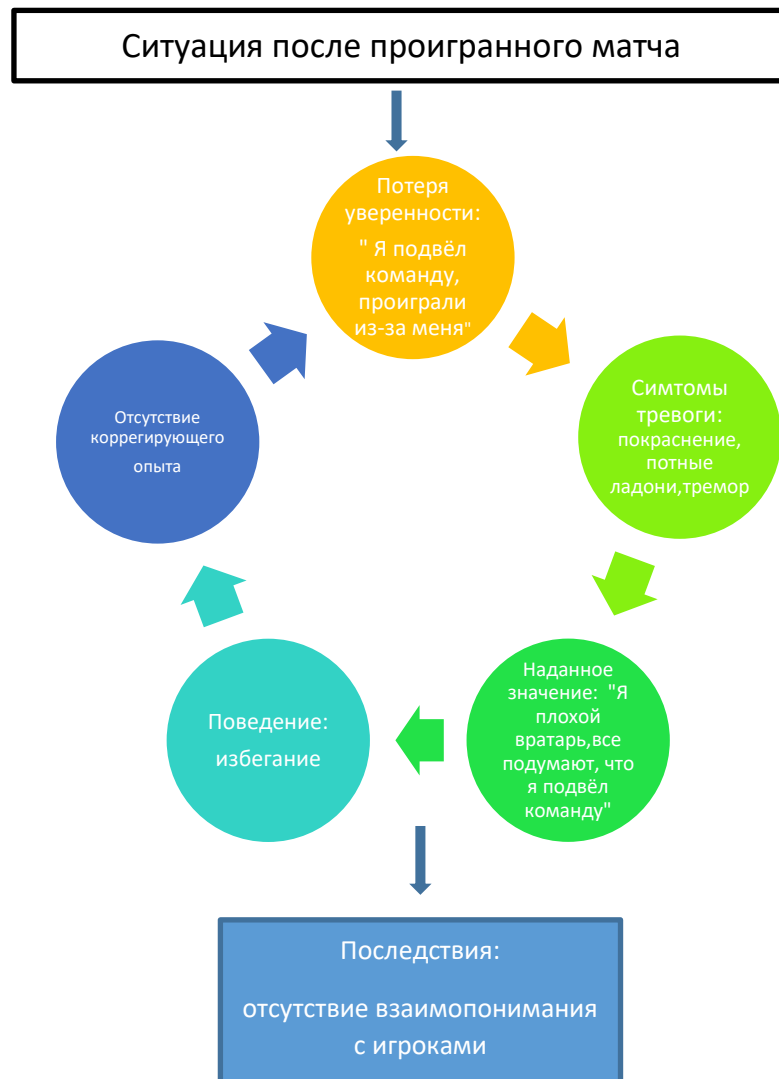 Ситуация после проигранного матча
Потеря
уверенности:
" Я подвёл
команду,
проиграли
из-за меня"
Симтомы
тревоги:
покраснение,
потные
ладони,тремор
Наданное
значение: "Я
плохой
вратарь,все
подумают, что
я подвёл
команду"
Поведение:
избегание
Отсутствие
коррегирующего
опыта
Последствия:
отсутствие взаимопонимания
с игроками